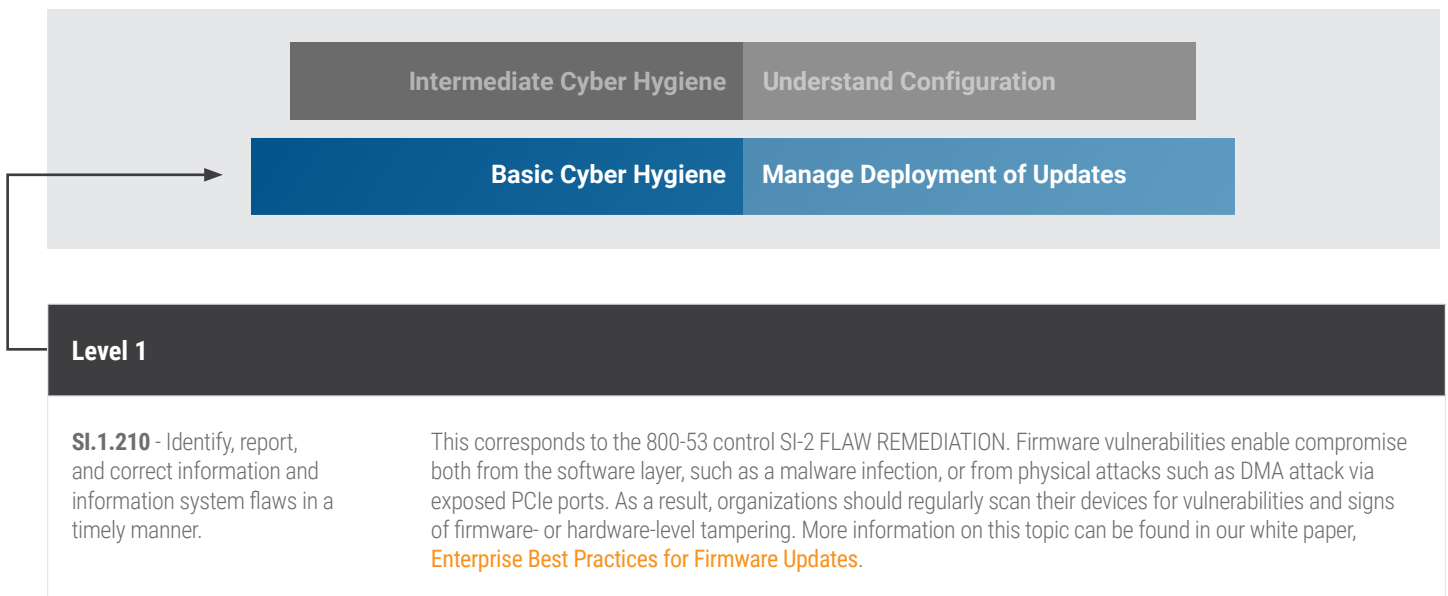 Intermediate Cyber Hygiene Understand Configuration
Basic Cyber Hygiene Manage Deployment of Updates
Level 1
SI.1.210 - Identify, report,
and correct information and
information system flaws in a
timely manner.
This corresponds to the 800-53 control SI-2 FLAW REMEDIATION. Firmware vulnerabilities enable compromise
both from the software layer, such as a malware infection, or from physical attacks such as DMA attack via
exposed PCIe ports. As a result, organizations should regularly scan their devices for vulnerabilities and signs
of firmware- or hardware-level tampering. More information on this topic can be found in our white paper,
Enterprise Best Practices for Firmware Updates.